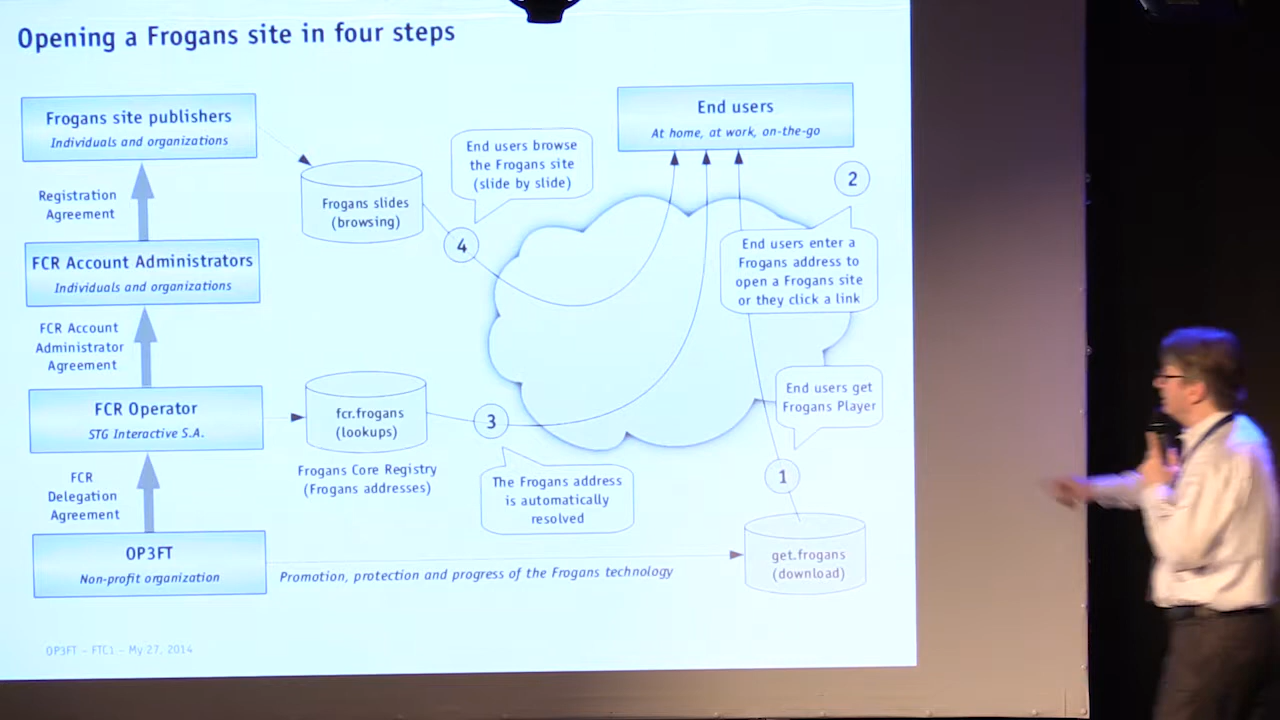 Opening a Frogans site in four steps
Frogans site publishers
Individuals and organizations
Registration
Agreement
FCR Account Administrators
Individuals and organizations
FCR Account
Administrator
Agreement
FCR Operator
STG Interactive S.A.
FCR
Delegation
Agreement
OP3FT
Non-profit organization
Frogans slides
(browsing)
4
End users browse
the Frogans site
(slide by slide)
fcr.frogans
(lookups)
Frogans Core Registry
(Frogans addresses)
3
The Frogans address
is automatically
resolved
End users
At home, at work, on-the-go
2
End users enter a
Frogans address to
open a Frogans site
or they click a link
End users get
Frogans Player
1
get.frogans
(download)
Promotion, protection and progress of the Frogans technology
OP3FT – FTC1 – My 27, 2014